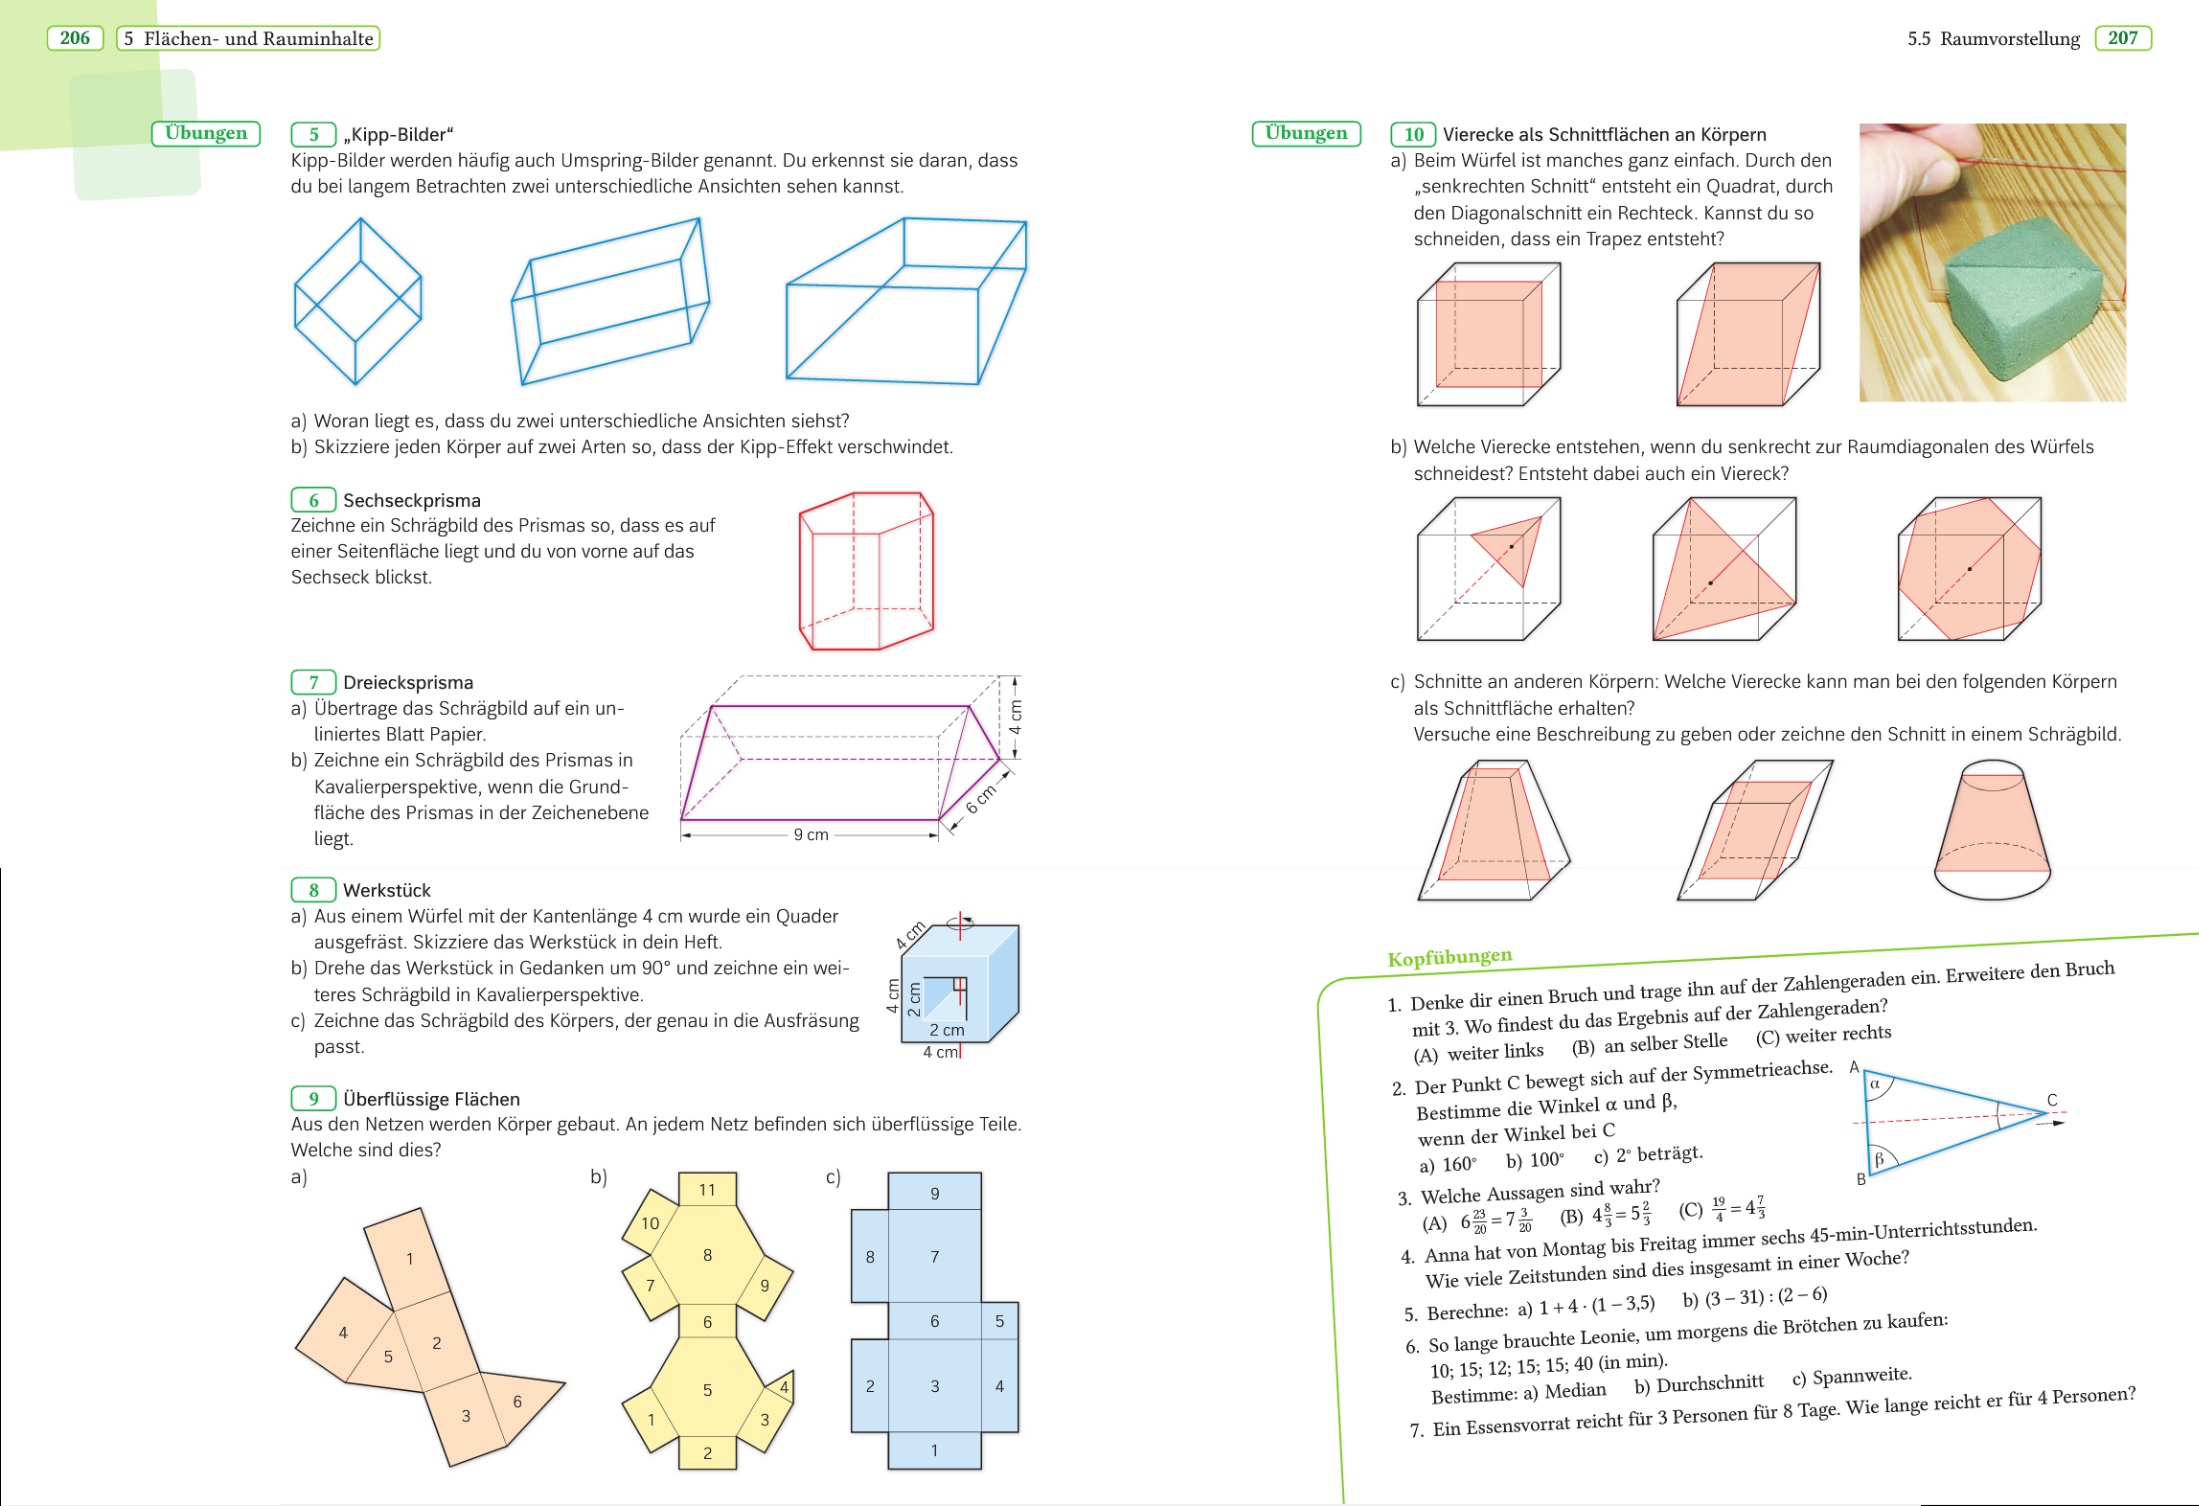 206 5 Flächen- und Rauminhalte
Übungen
5 „Kipp-Bilder“
Kipp-Bilder werden häufig auch Umspring-Bilder genannt. Du erkennst sie daran, dass
du bei langem Betrachten zwei unterschiedliche Ansichten sehen kannst.
a) Woran liegt es, dass du zwei unterschiedliche Ansichten siehst?
b) Skizziere jeden Körper auf zwei Arten so, dass der Kipp-Effekt verschwindet.
6 Sechseckprisma
Zeichne ein Schrägbild des Prismas so, dass es auf
einer Seitenfläche liegt und du von vorne auf das
Sechseck blickst.
7 Dreiecksprisma
a) Übertrage das Schrägbild auf ein un-
liniertes Blatt Papier.
b) Zeichne ein Schrägbild des Prismas in
Kavalierperspektive, wenn die Grund-
fläche des Prismas in der Zeichenebene
liegt.
4 cm
6 cm
9 cm
8 Werkstück
a) Aus einem Würfel mit der Kantenlänge 4 cm wurde ein Quader
ausgefräst. Skizziere das Werkstück in dein Heft.
b) Drehe das Werkstück in Gedanken um 90° und zeichne ein wei-
teres Schrägbild in Kavalierperspektive.
c) Zeichne das Schrägbild des Körpers, der genau in die Ausfräsung
passt.
4 cm
4 cm
2 cm
2 cm
4 cm
9 Überflüssige Flächen
Aus den Netzen werden Körper gebaut. An jedem Netz befinden sich überflüssige Teile.
Welche sind dies?
a)
1
4
5
2
3
6
b)
11
10
8
7
9
6
5
4
1
3
2
c)
9
8
7
6
5
2
3
4
1
5.5 Raumvorstellung 207
Übungen
10 Vierecke als Schnittflächen an Körpern
a) Beim Würfel ist manches ganz einfach. Durch den
„senkrechten Schnitt“ entsteht ein Quadrat, durch
den Diagonalschnitt ein Rechteck. Kannst du so
schneiden, dass ein Trapez entsteht?
b) Welche Vierecke entstehen, wenn du senkrecht zur Raumdiagonalen des Würfels
schneidest? Entsteht dabei auch ein Viereck?
c) Schnitte an anderen Körpern: Welche Vierecke kann man bei den folgenden Körpern
als Schnittfläche erhalten?
Versuche eine Beschreibung zu geben oder zeichne den Schnitt in einem Schrägbild.
Kopfübungen
1. Denke dir einen Bruch und trage ihn auf der Zahlengeraden ein. Erweitere den Bruch
mit 3. Wo findest du das Ergebnis auf der Zahlengeraden?
(A) weiter links (B) an selber Stelle (C) weiter rechts
2. Der Punkt C bewegt sich auf der Symmetrieachse.
Bestimme die Winkel α und β,
wenn der Winkel bei C
a) 160° b) 100° c) 2° beträgt.
A
α
C
β
B
3. Welche Aussagen sind wahr?
(A) 6 23/20 = 7 3/20 (B) 4 8/3 = 5 2/3 (C) 19/4 = 4 7/3
4. Anna hat von Montag bis Freitag immer sechs 45-min-Unterrichtsstunden.
Wie viele Zeitstunden sind dies insgesamt in einer Woche?
5. Berechne: a) 1 + 4 · (1 − 3,5) b) (3 − 31) : (2 − 6)
6. So lange brauchte Leonie, um morgens die Brötchen zu kaufen:
10; 15; 12; 15; 15; 40 (in min).
Bestimme: a) Median b) Durchschnitt c) Spannweite.
7. Ein Essensvorrat reicht für 3 Personen für 8 Tage. Wie lange reicht er für 4 Personen?